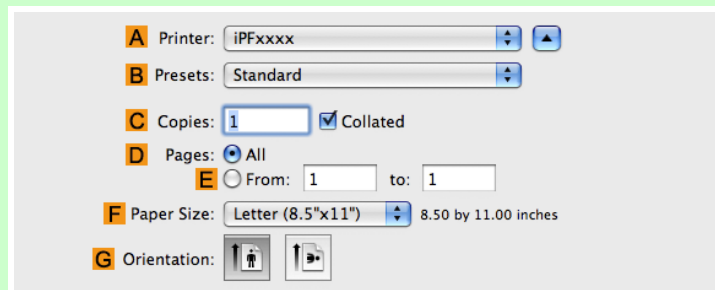 A Printer: iPFxxxx
B Presets: Standard
C Copies: 1 Collated
D Pages: All
E From: 1 to: 1
F Paper Size: Letter (8.5"x11") 8.50 by 11.00 inches
G Orientation: